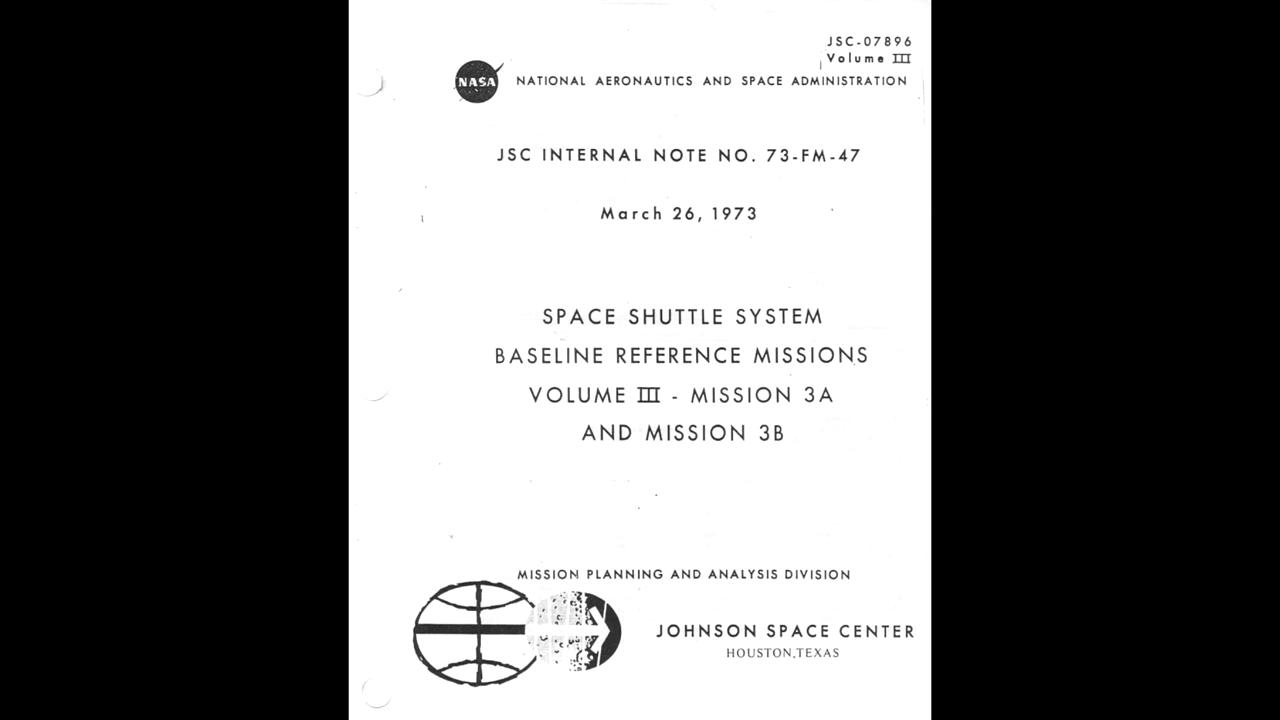 JSC-07896
Volume III
NASA
NATIONAL AERONAUTICS AND SPACE ADMINISTRATION
JSC INTERNAL NOTE NO. 73-FM-47
March 26, 1973
SPACE SHUTTLE SYSTEM
BASELINE REFERENCE MISSIONS
VOLUME III - MISSION 3A
AND MISSION 3B
MISSION PLANNING AND ANALYSIS DIVISION
JOHNSON SPACE CENTER
HOUSTON, TEXAS